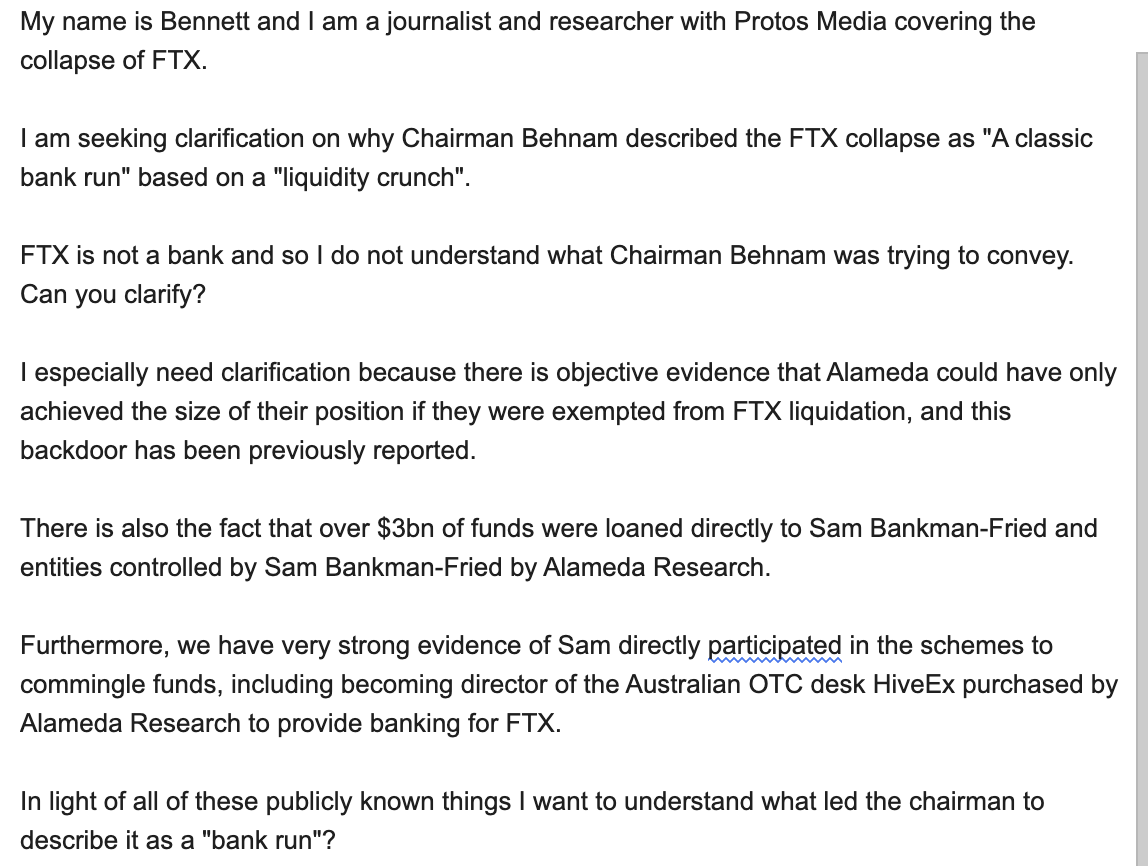 My name is Bennett and I am a journalist and researcher with Protos Media covering the
collapse of FTX.
I am seeking clarification on why Chairman Behnam described the FTX collapse as "A classic
bank run" based on a "liquidity crunch".
FTX is not a bank and so I do not understand what Chairman Behnam was trying to convey.
Can you clarify?
I especially need clarification because there is objective evidence that Alameda could have only
achieved the size of their position if they were exempted from FTX liquidation, and this
backdoor has been previously reported.
There is also the fact that over $3bn of funds were loaned directly to Sam Bankman-Fried and
entities controlled by Sam Bankman-Fried by Alameda Research.
Furthermore, we have very strong evidence of Sam directly participated in the schemes to
commingle funds, including becoming director of the Australian OTC desk HiveEx purchased by
Alameda Research to provide banking for FTX.
In light of all of these publicly known things I want to understand what led the chairman to
describe it as a "bank run"?